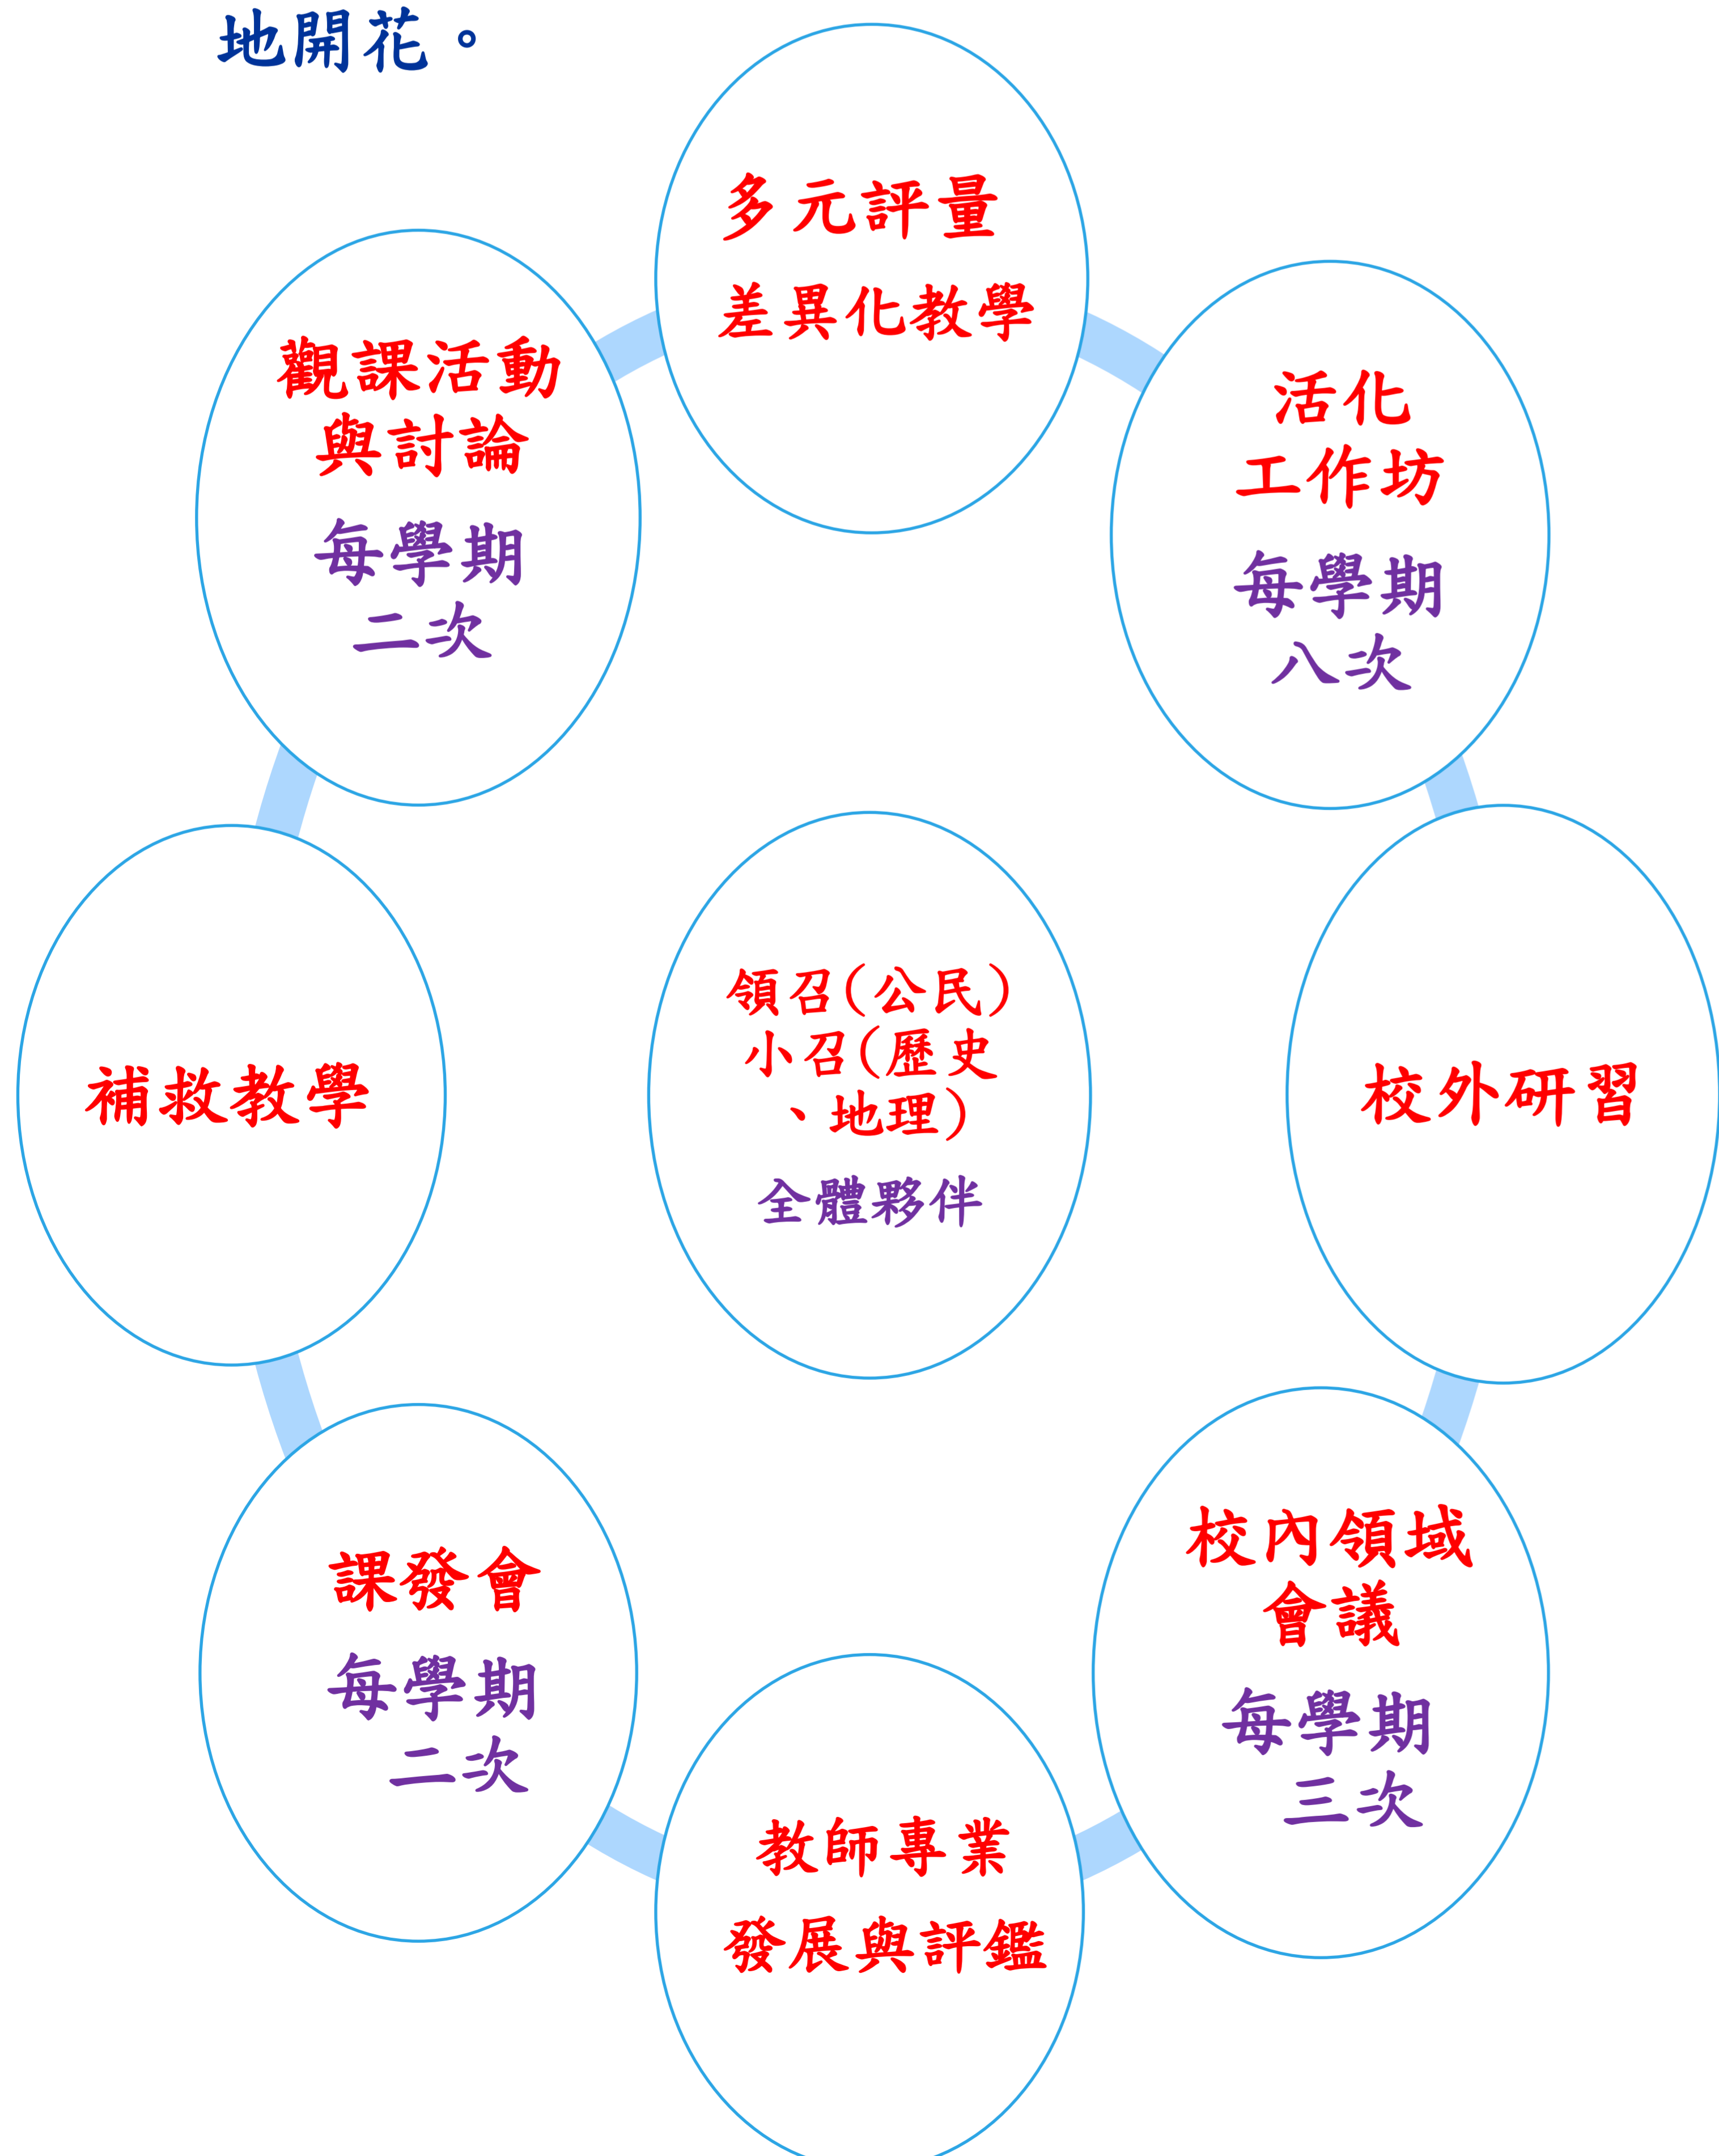 地開花。
多元評量
差異化教學
觀課活動
與討論
每學期
二次
活化
工作坊
每學期
八次
補救教學
領召(公民)
小召(歷史
、地理)
全體夥伴
校外研習
課發會
每學期
二次
校內領域
會議
每學期
三次
教師專業
發展與評鑑